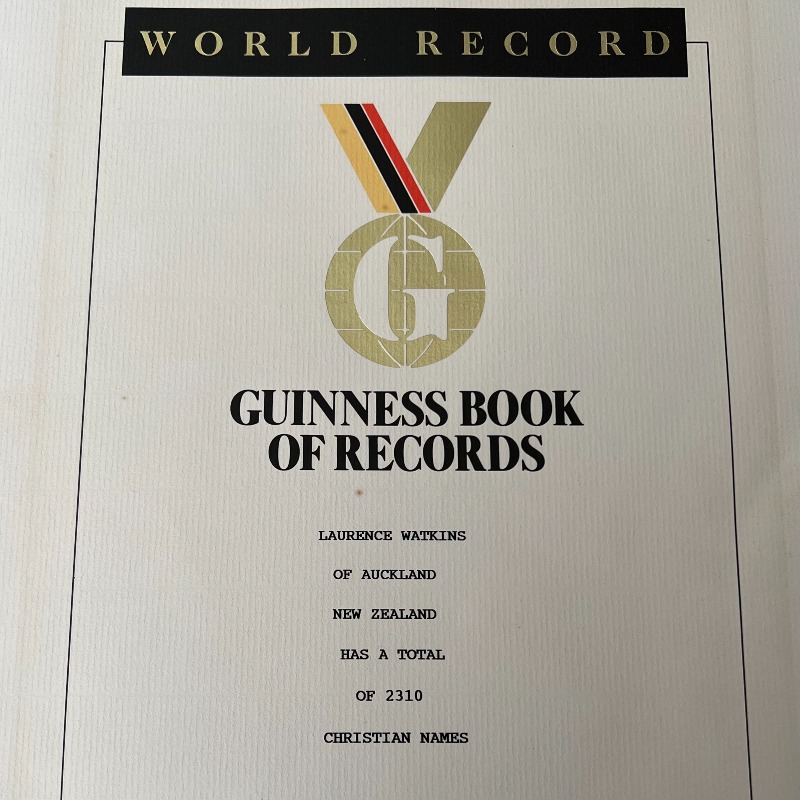 WORLD RECORD
G
GUINNESS BOOK
OF RECORDS
LAURENCE WATKINS
OF AUCKLAND
NEW ZEALAND
HAS A TOTAL
OF 2310
CHRISTIAN NAMES